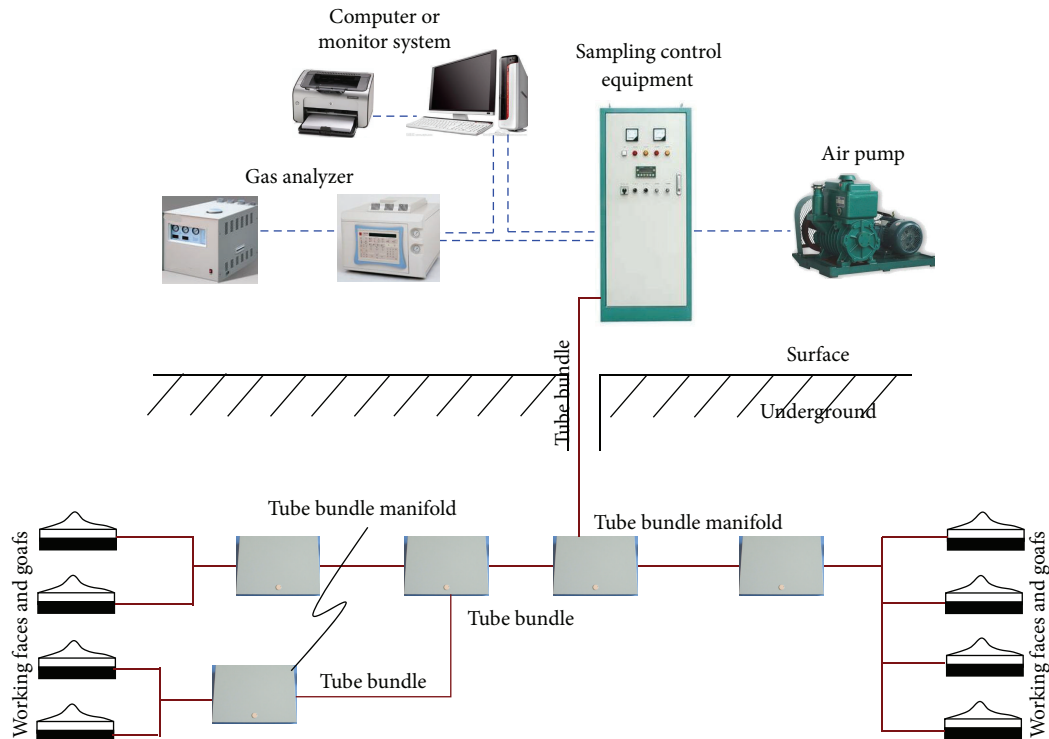 Computer or
monitor system
Sampling control
equipment
Air pump
Gas analyzer
Tube bundle
Surface
Underground
Tube bundle manifold
Tube bundle manifold
Working faces and goafs
Tube bundle
Tube bundle
Working faces and goafs